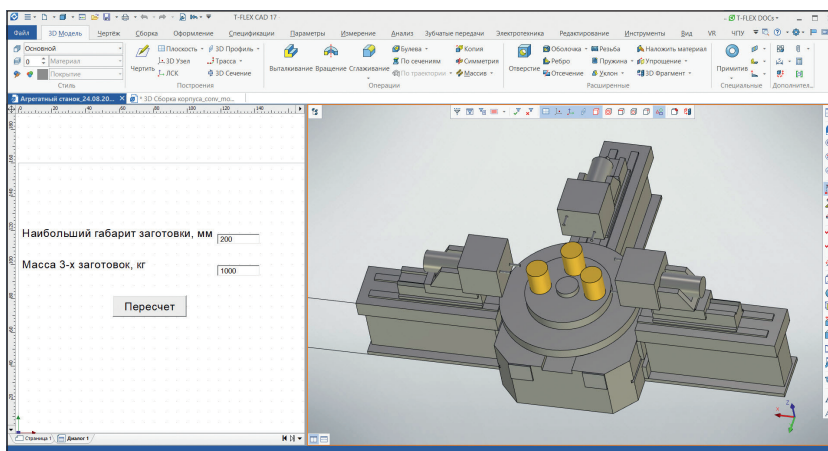 T-FLEX CAD 17
T-FLEX DOCs
Файл 3D Модель Чертёж Сборка Оформление Спецификации Параметры Измерение Анализ Зубчатые передачи Электротехника Редактирование Инструменты Вид VR ЧПУ
Основной
0 Материал
Покрытие
Стиль
Чертить
Плоскость
3D Узел
ЛСК
3D Профиль
Трасса
3D Сечение
Построения
Выталкивание Вращение Сглаживание
Булева
По сечениям
По траектории
Копия
Симметрия
Массив
Операции
Отверстие
Оболочка
Ребро
Отсечение
Резьба
Пружина
Уклон
Наложить материал
Упрощение
3D Фрагмент
Расширенные
Примитив
Специальные
Дополнител...
Агрегатный станок_24.08.20...
* 3D Сборка корпуса_conv_mo...
Наибольший габарит заготовки, мм 200
Масса 3-х заготовок, кг 1000
Пересчет
Страница 1 Диалог 1